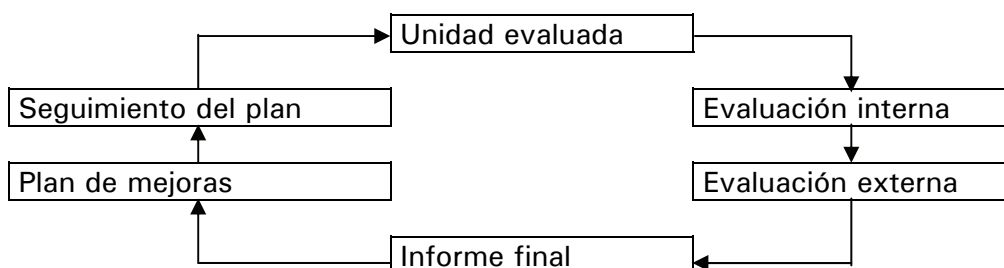 Unidad evaluada
Seguimiento del plan
Evaluación interna
Plan de mejoras
Evaluación externa
Informe final